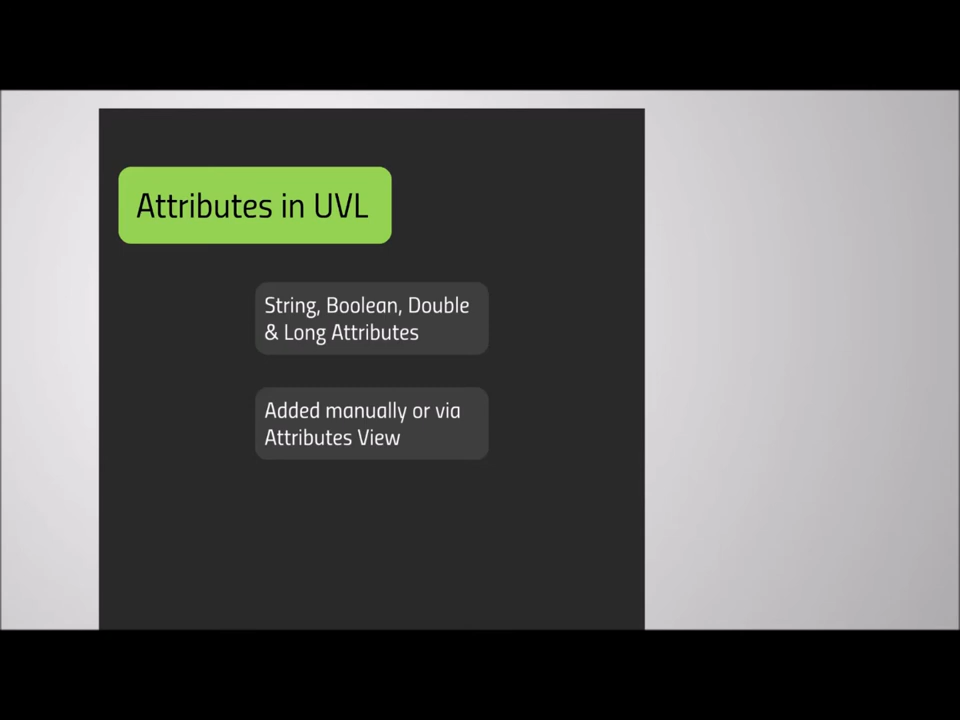 Attributes in UVL
String, Boolean, Double
& Long Attributes
Added manually or via
Attributes View